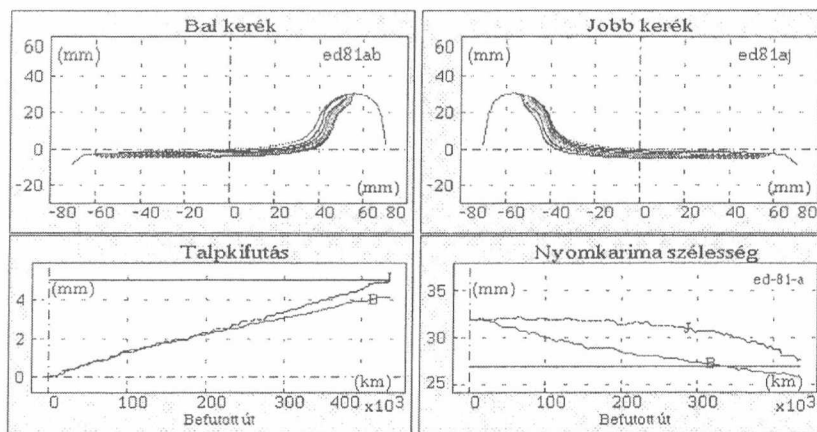 Bal kerék
60
(mm)
ed81ab
40
20
0
-20
(mm)
-80 -60 -40 -20 0 20 40 60 80
Jobb kerék
60
(mm)
ed81aj
40
20
0
-20
(mm)
-80 -60 -40 -20 0 20 40 60 80
Talpkifutás
(mm)
J
4
B
2
0
(km)
0 100 200 300 400 x10³
Befutott út
Nyomkarima szélesség
(mm)
ed-81-a
35
J
30
B
25
(km)
0 100 200 300 400 x10³
Befutott út